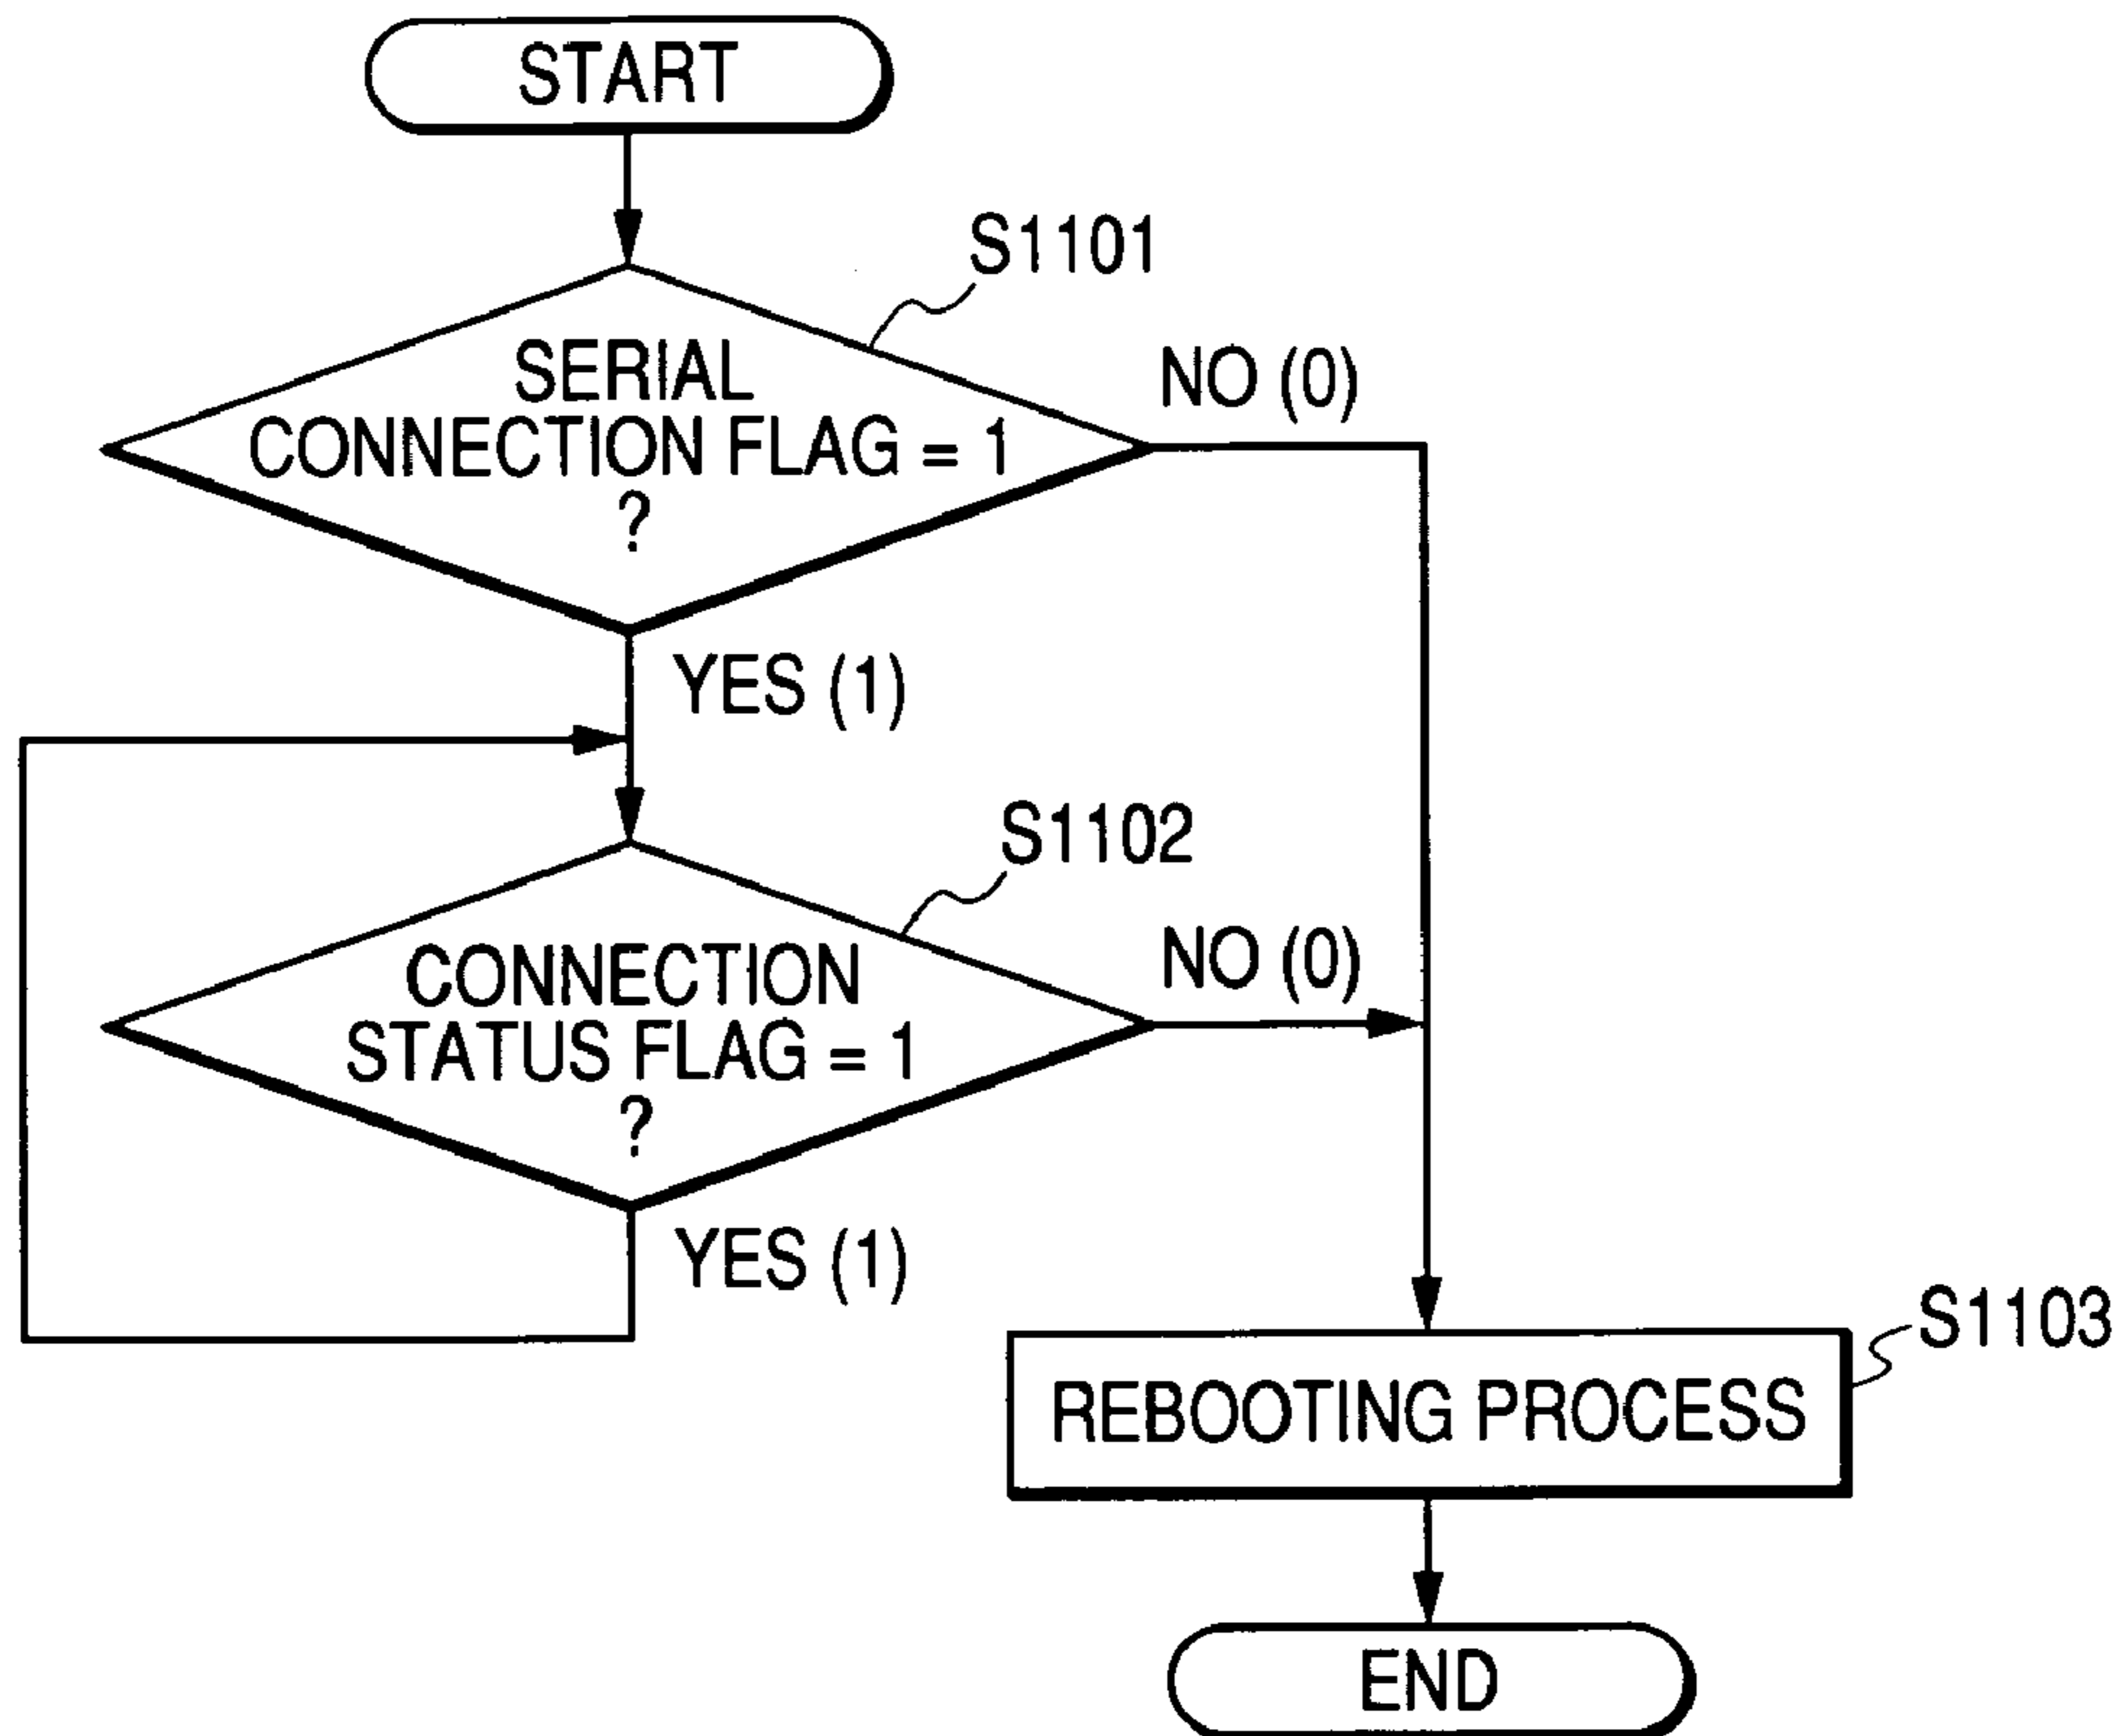 START
S1101
SERIAL
CONNECTION FLAG = 1
?
NO (0)
YES (1)
S1102
CONNECTION
STATUS FLAG = 1
?
NO (0)
YES (1)
S1103
REBOOTING PROCESS
END